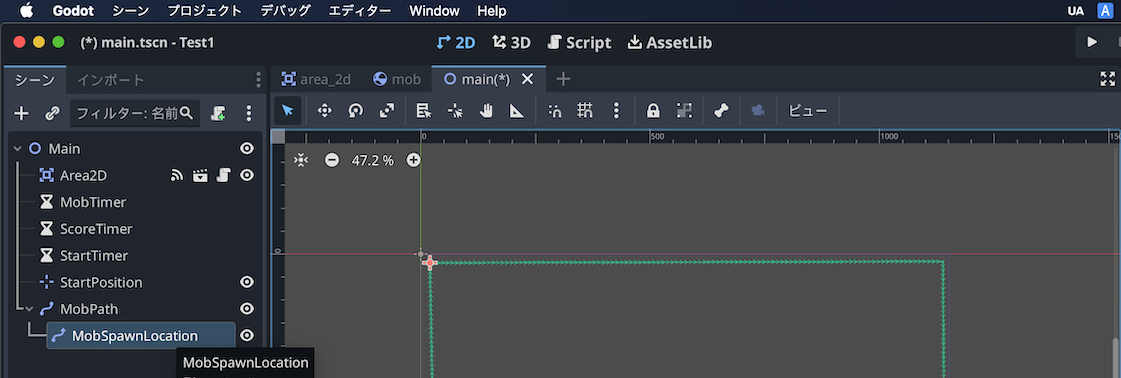 Godot シーン プロジェクト デバッグ エディター Window Help UA A
(*) main.tscn - Test1 2D 3D Script AssetLib
シーン インポート area_2d mob main(*)
フィルター: 名前 ビュー
0 500 1000
Main 47.2 %
Area2D
MobTimer
ScoreTimer
StartTimer
0
StartPosition
MobPath
MobSpawnLocation
MobSpawnLocation